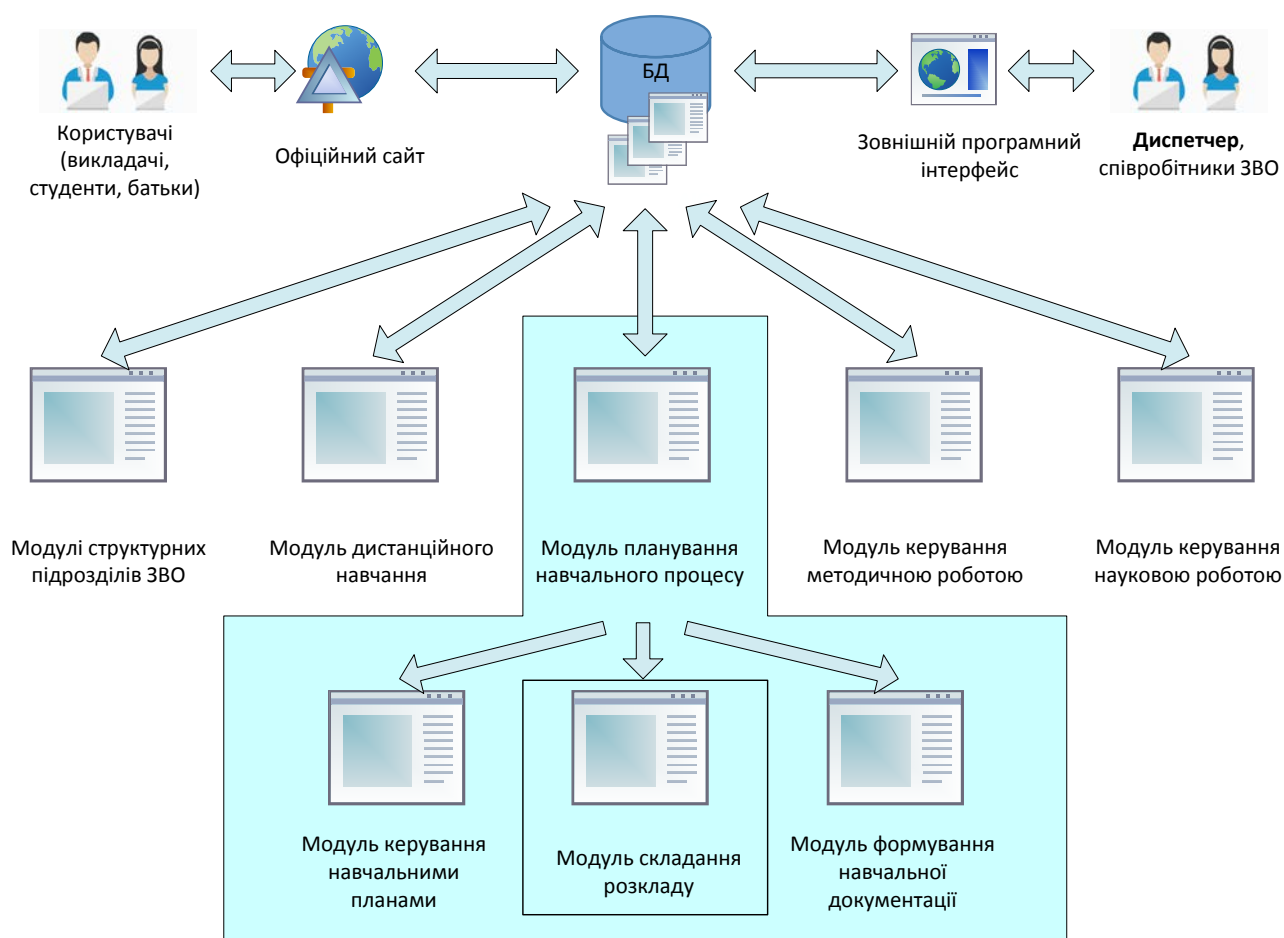 БД
Користувачі
(викладачі,
студенти, батьки)
Офіційний сайт
Зовнішній програмний
інтерфейс
Диспетчер,
співробітники ЗВО
Модулі структурних
підрозділів ЗВО
Модуль дистанційного
навчання
Модуль планування
навчального процесу
Модуль керування
методичною роботою
Модуль керування
науковою роботою
Модуль керування
навчальними
планами
Модуль складання
розкладу
Модуль формування
навчальної
документації